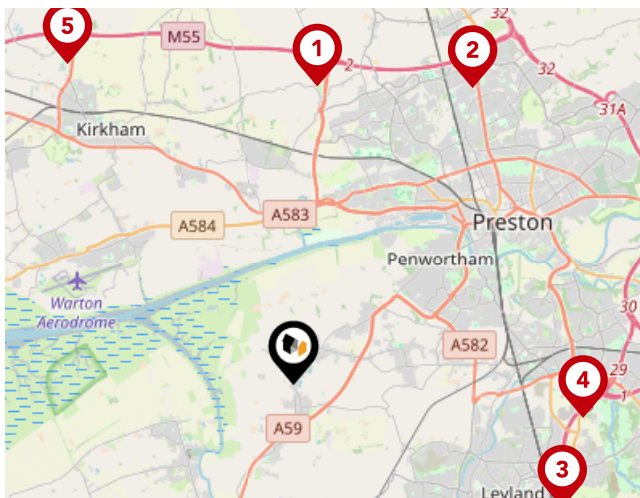 5
M55
1
2
2
32
32
31A
Kirkham
A583
A584
Preston
Penwortham
Warton
Aerodrome
30
A582
29
4
1
A59
3
Leyland